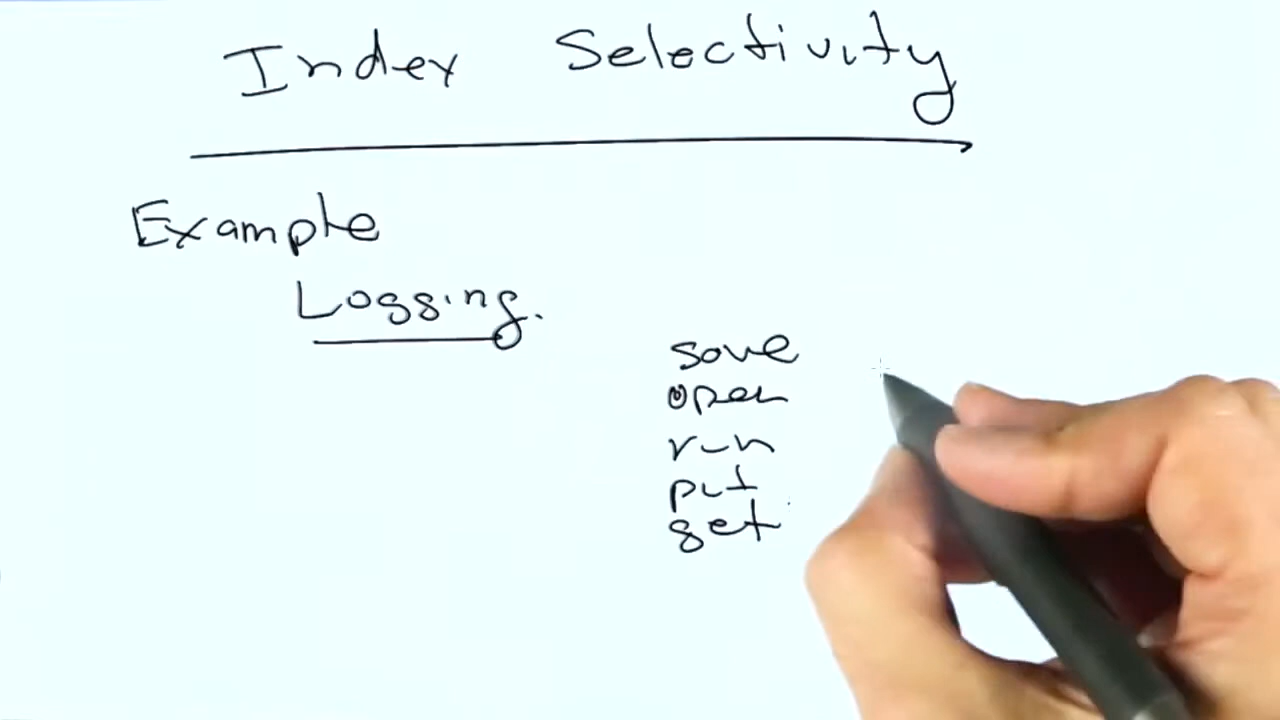 Index Selectivity
Example
Logging.
save
open
run
put
get